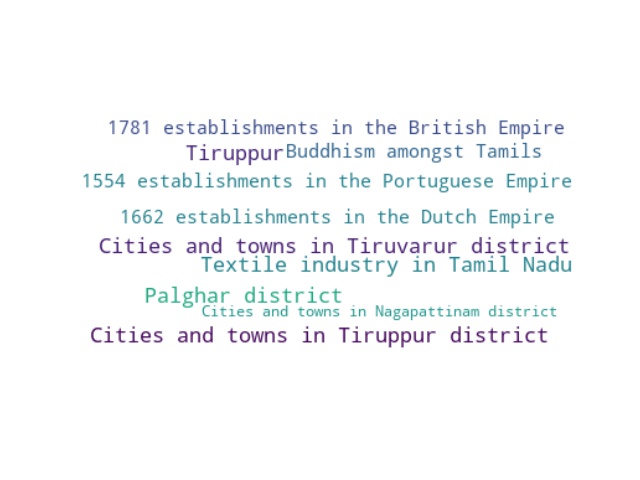 1781 establishments in the British Empire
Tiruppur Buddhism amongst Tamils
1554 establishments in the Portuguese Empire
1662 establishments in the Dutch Empire
Cities and towns in Tiruvarur district
Textile industry in Tamil Nadu
Palghar district
Cities and towns in Nagapattinam district
Cities and towns in Tiruppur district